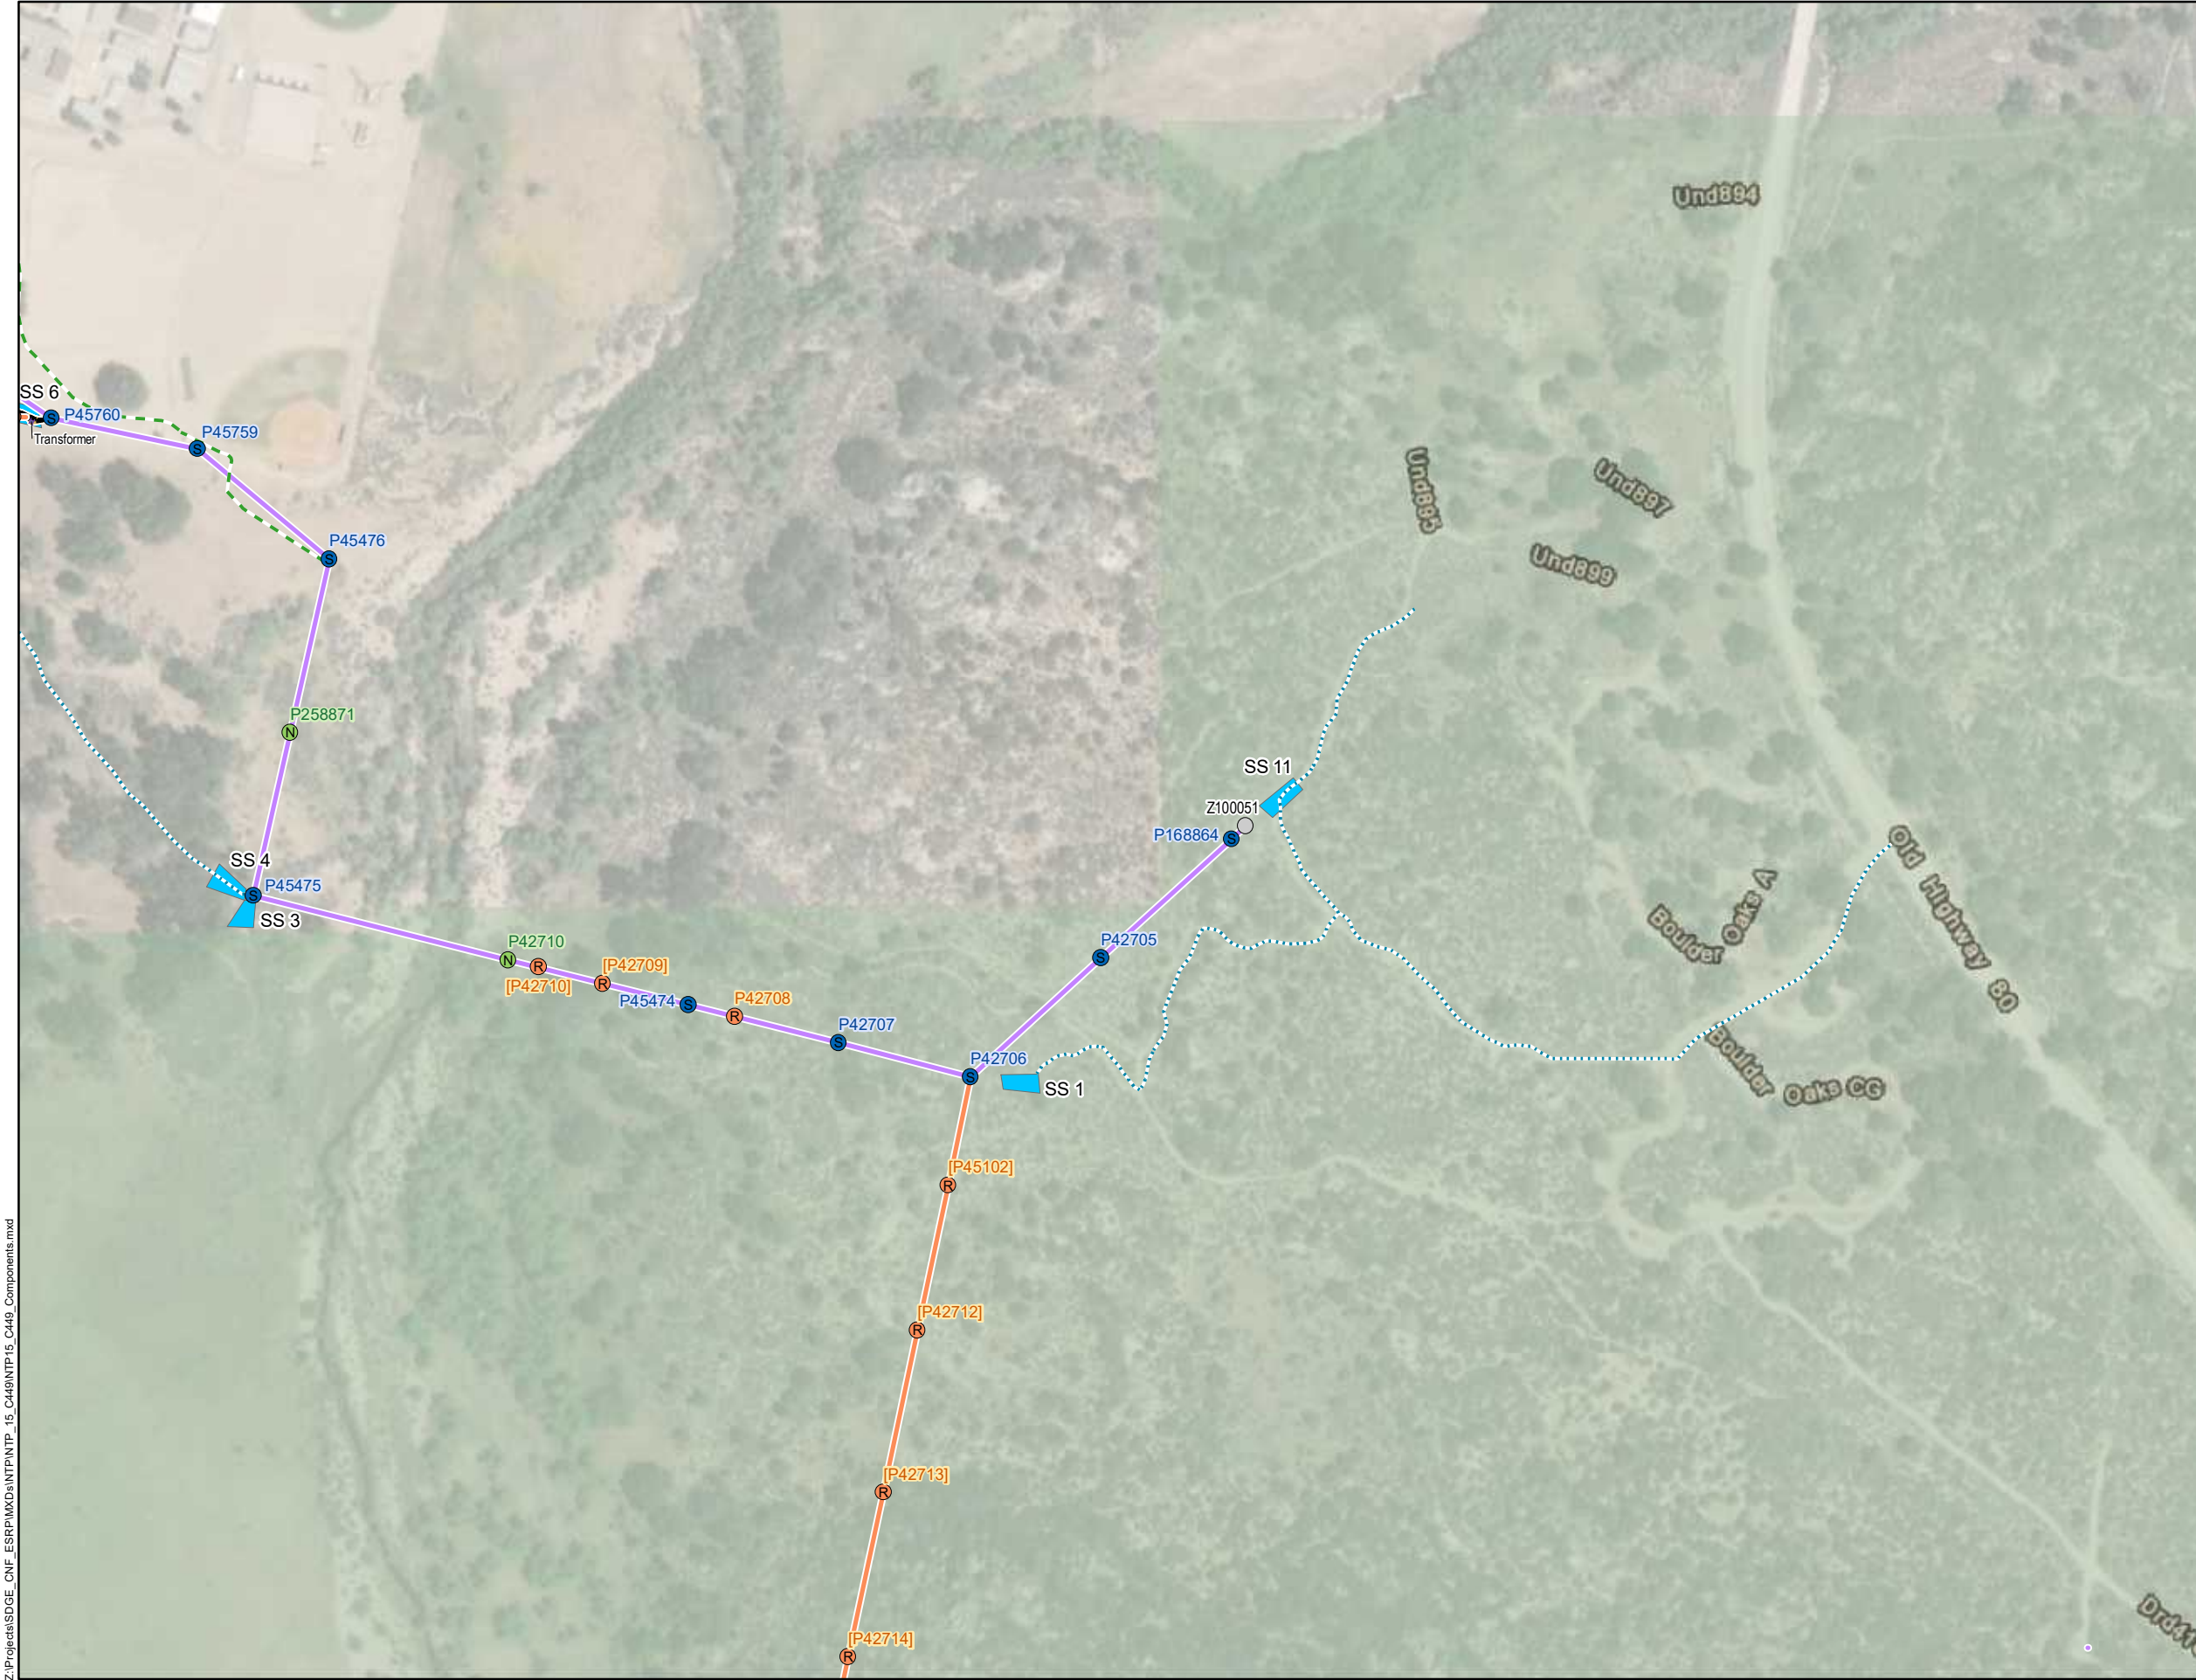 Und894
SS 6
P45760
Transformer
P45759
Und895
Und897
P45476
Und899
P258871
N
SS 11
Z100051
P168864
S
SS 4
P45475
SS 3
Old Highway 80
Boulder Oaks A
P42710
[P42710]
[P42709]
P45474
P42708
P42707
P42705
P42706
SS 1
Boulder Oaks CG
[P45102]
R
[P42712]
R
[P42713]
R
[P42714]
R
S
S
S
S
N
R
R
S
R
S
S
S
Z:\Projects\SDGE_CNF_ESRP\MXDs\NTP\NTP_15_C449\NTP15_C449_Components.mxd